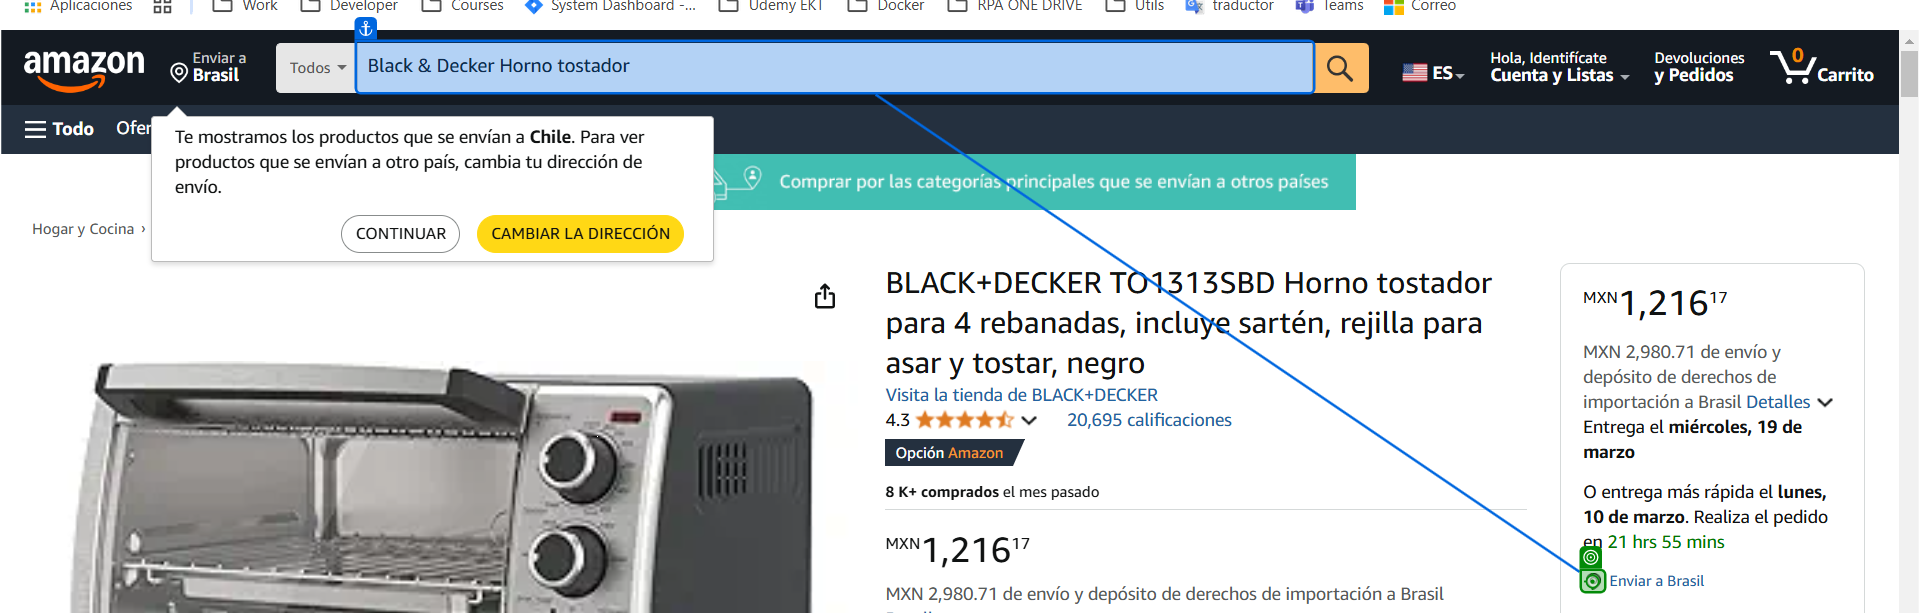 Aplicaciones Work Developer Courses System Dashboard -... Udemy EKT Docker RPA ONE DRIVE Utils traductor Teams Correo
amazon
Enviar a
Brasil
Todos
Black & Decker Horno tostador
ES
Hola, Identifícate
Cuenta y Listas
Devoluciones
y Pedidos
0
Carrito
Todo Ofer
Te mostramos los productos que se envían a Chile. Para ver
productos que se envían a otro país, cambia tu dirección de
envío.
CONTINUAR CAMBIAR LA DIRECCIÓN
Comprar por las categorías principales que se envían a otros países
Hogar y Cocina ›
BLACK+DECKER TO1313SBD Horno tostador
para 4 rebanadas, incluye sartén, rejilla para
asar y tostar, negro
Visita la tienda de BLACK+DECKER
4.3 20,695 calificaciones
Opción Amazon
8 K+ comprados el mes pasado
MXN1,21617
MXN 2,980.71 de envío y depósito de derechos de importación a Brasil
MXN1,21617
MXN 2,980.71 de envío y
depósito de derechos de
importación a Brasil Detalles
Entrega el miércoles, 19 de
marzo
O entrega más rápida el lunes,
10 de marzo. Realiza el pedido
en 21 hrs 55 mins
Enviar a Brasil